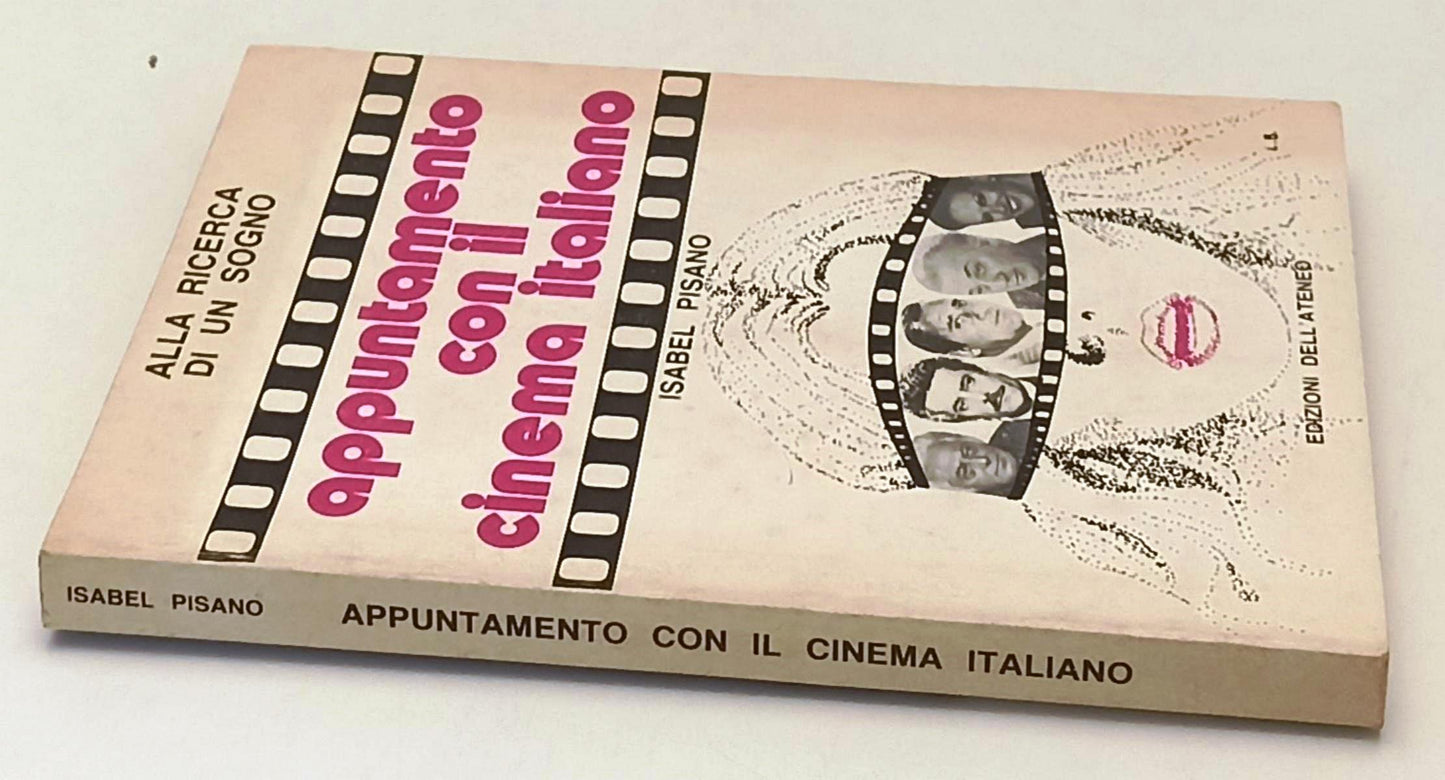 ALLA RICERCA
DI UN SOGNO
appuntamento
con il
cinema italiano
ISABEL PISANO
L.B.
EDIZIONI DELL'ATENEO
ISABEL PISANO APPUNTAMENTO CON IL CINEMA ITALIANO